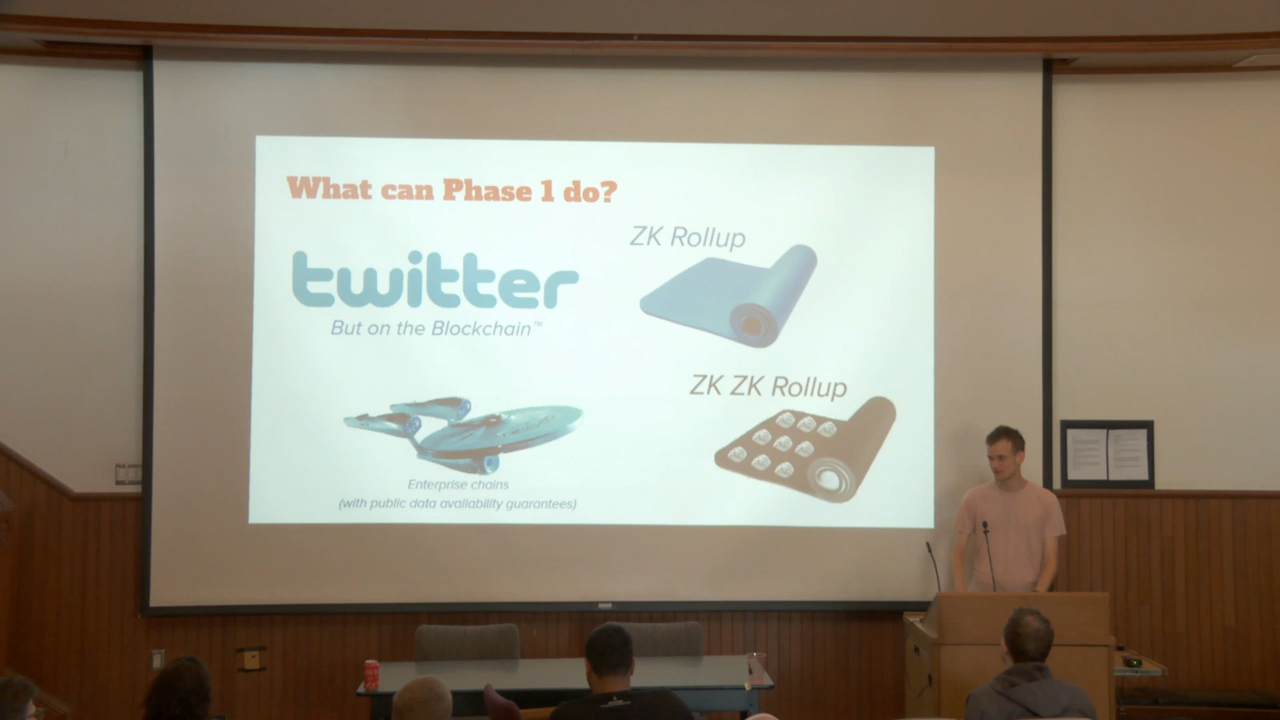 What can Phase 1 do?
twitter
But on the Blockchain™
ZK Rollup
ZK ZK Rollup
Enterprise chains
(with public data availability guarantees)